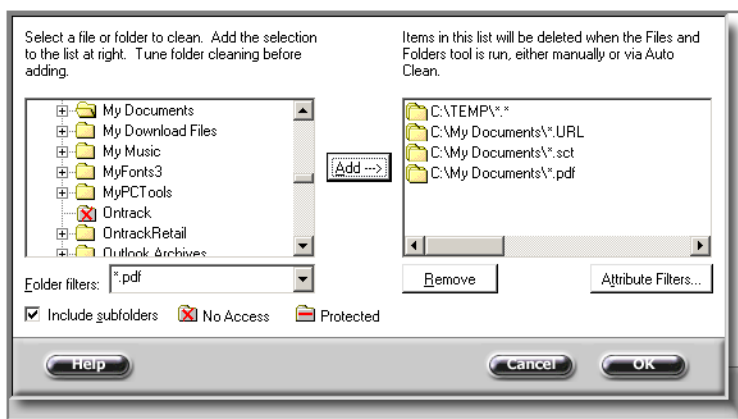 Select a file or folder to clean. Add the selection
to the list at right. Tune folder cleaning before
adding.
Items in this list will be deleted when the Files and
Folders tool is run, either manually or via Auto
Clean.
My Documents
My Download Files
My Music
MyFonts3
MyPCTools
Ontrack
OntrackRetail
Outlook Archives
Add --->
C:\TEMP\*.*
C:\My Documents\*.URL
C:\My Documents\*.sct
C:\My Documents\*.pdf
Folder filters:
*.pdf
Remove
Attribute Filters...
Include subfolders
No Access
Protected
Help
Cancel
OK